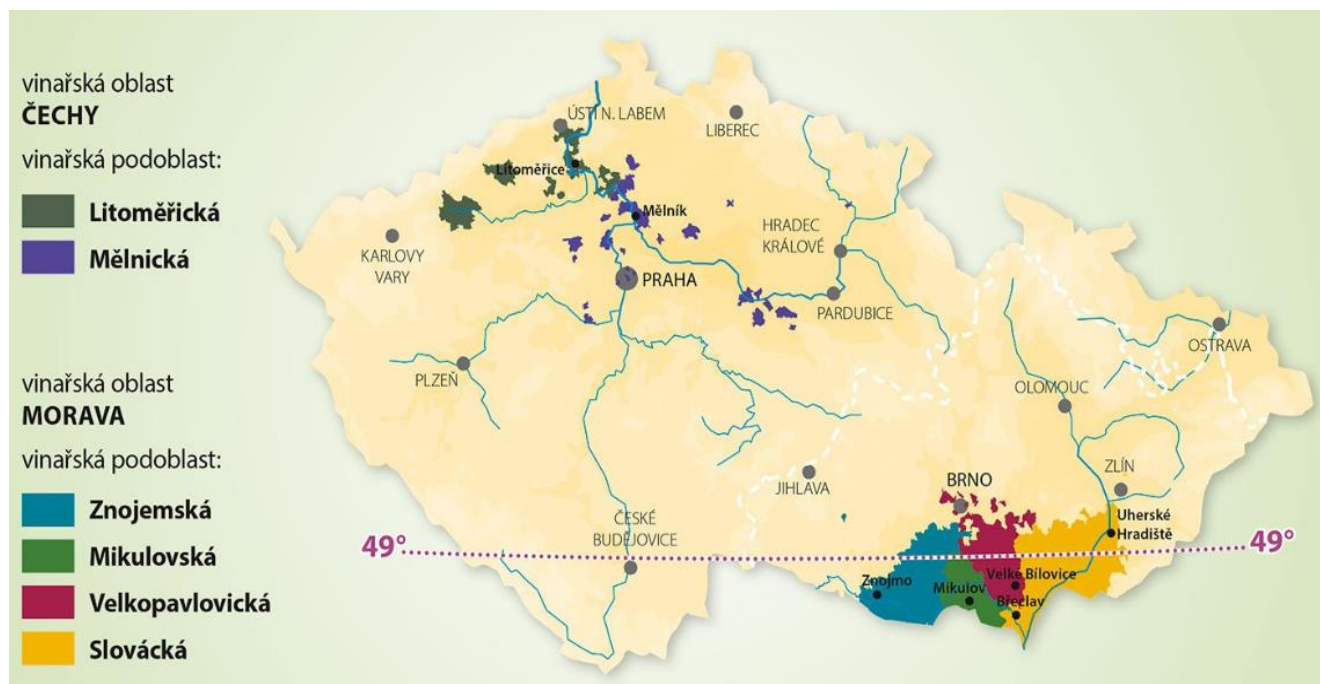 vinařská oblast
ČECHY
vinařská podoblast:
Litoměřická
Mělnická
vinařská oblast
MORAVA
vinařská podoblast:
Znojemská
Mikulovská
Velkopavlovická
Slovácká
ÚSTÍ N. LABEM
LIBEREC
Litoměřice
Mělník
KARLOVY
VARY
HRADEC
KRÁLOVÉ
PRAHA
PARDUBICE
PLZEŇ
OSTRAVA
OLOMOUC
JIHLAVA
BRNO
ZLÍN
Uherské
Hradiště
ČESKÉ
BUDĚJOVICE
49°
49°
Znojmo
Mikulov
Velké Bílovice
Břeclav